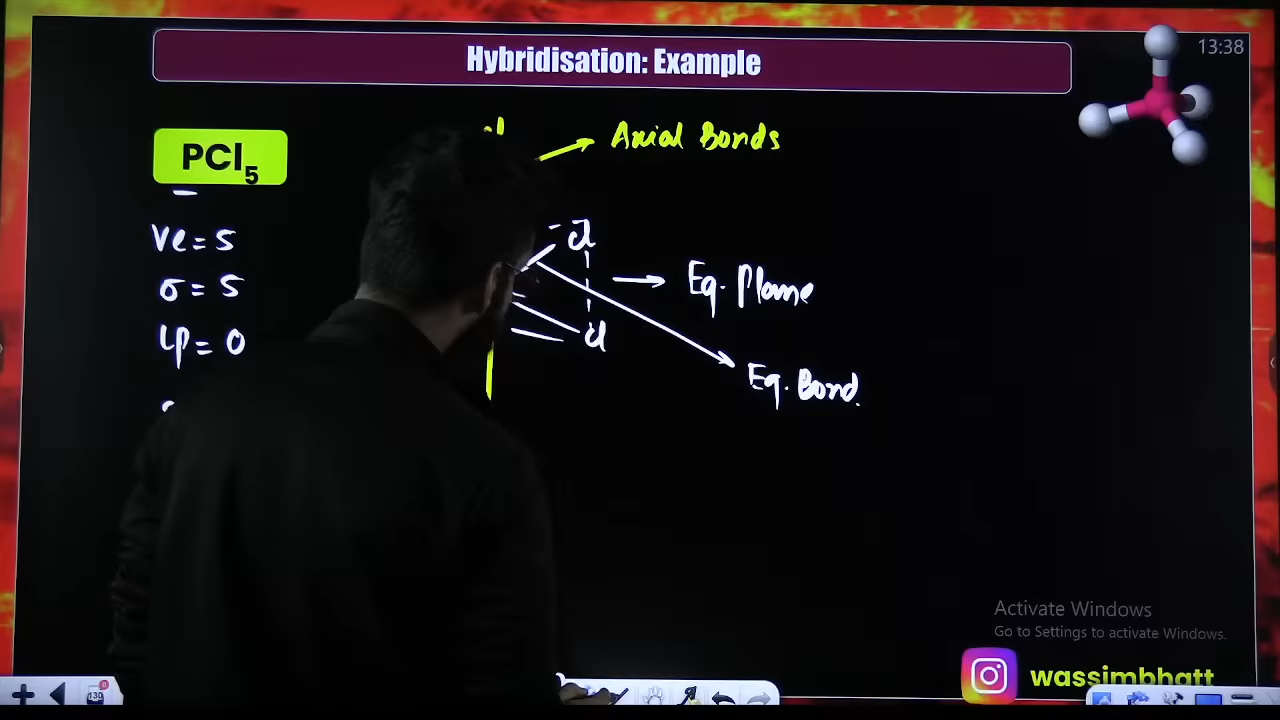 Hybridisation: Example
13:38
PCl5
Axial Bonds
Ve = 5
Cl
σ = 5
Eq. Plane
lp = 0
Cl
Eq. Bond.
Activate Windows
Go to Settings to activate Windows.
wassimbhatt
130